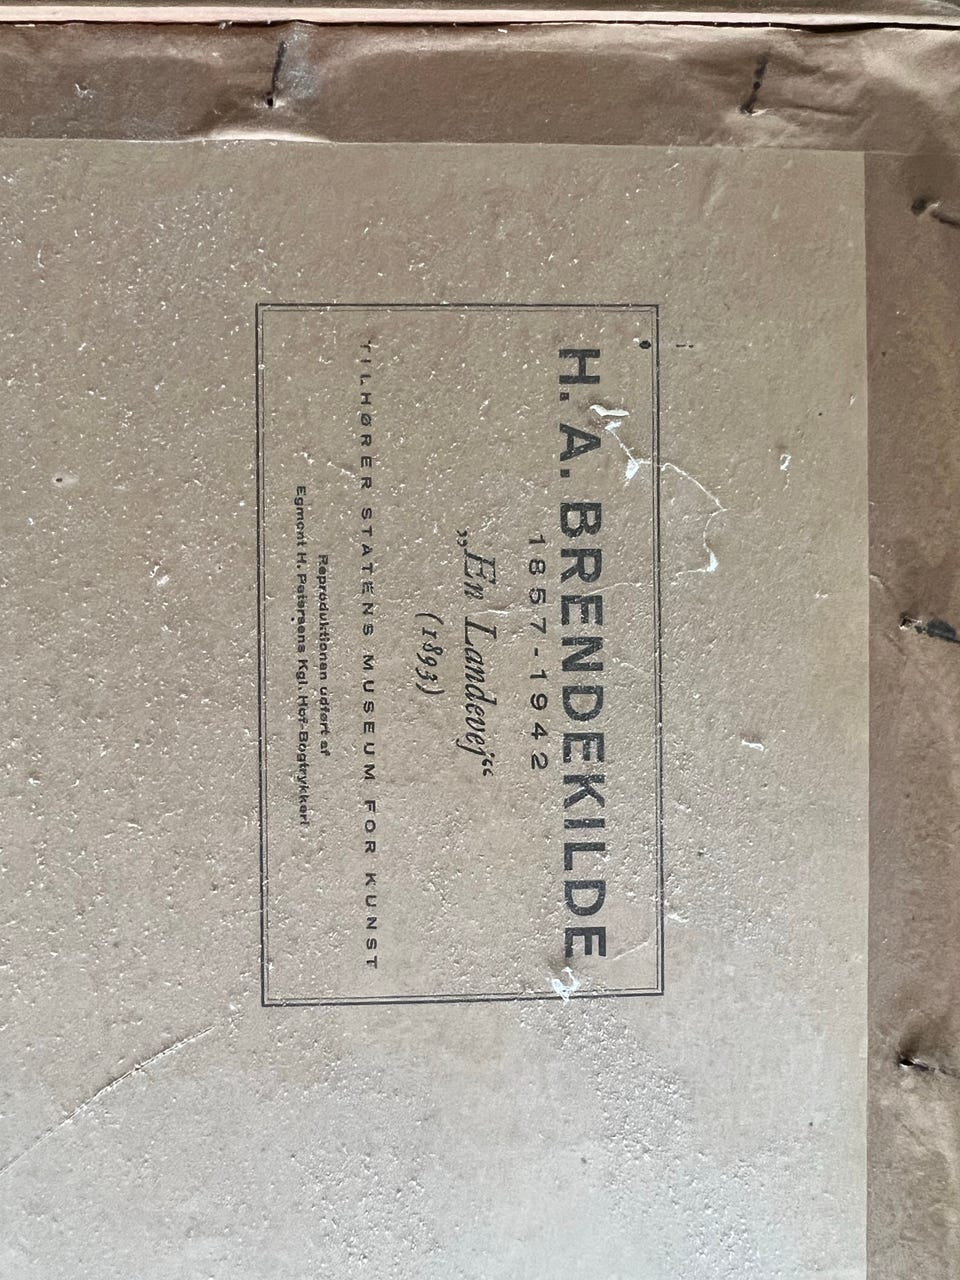 H. A. BRENDEKILDE
1857-1942
„En Landevej“
(1893)
TILHØRER STATENS MUSEUM FOR KUNST
Reproduktionen udført af
Egmont H. Petersens Kgl. Hof-Bogtrykkeri